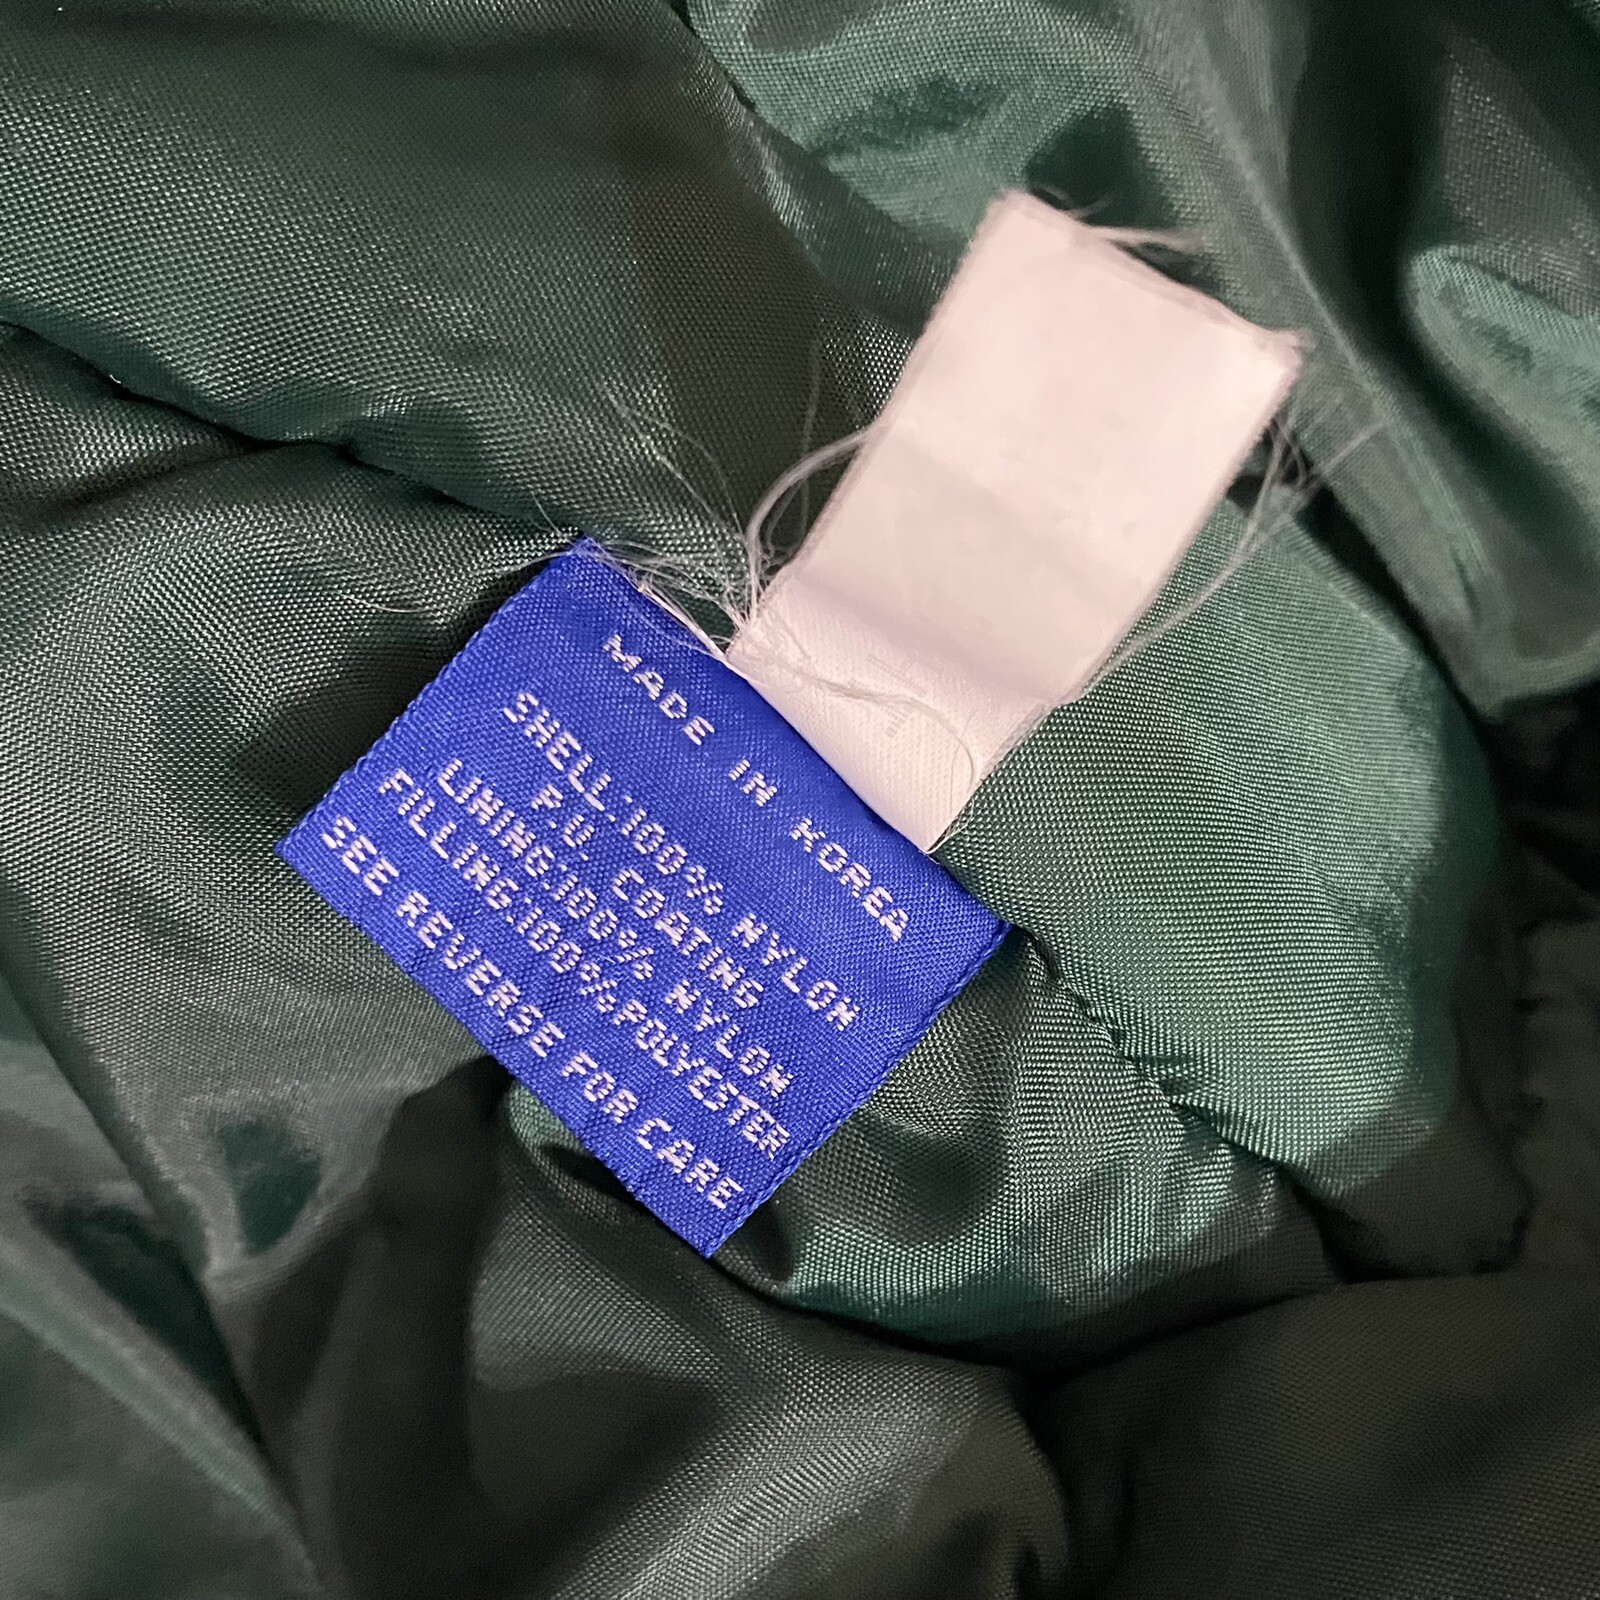 MADE IN KOREA
SHELL:100% NYLON
P.U. COATING
LINING:100% NYLON
FILLING:100%POLYESTER
SEE REVERSE FOR CARE